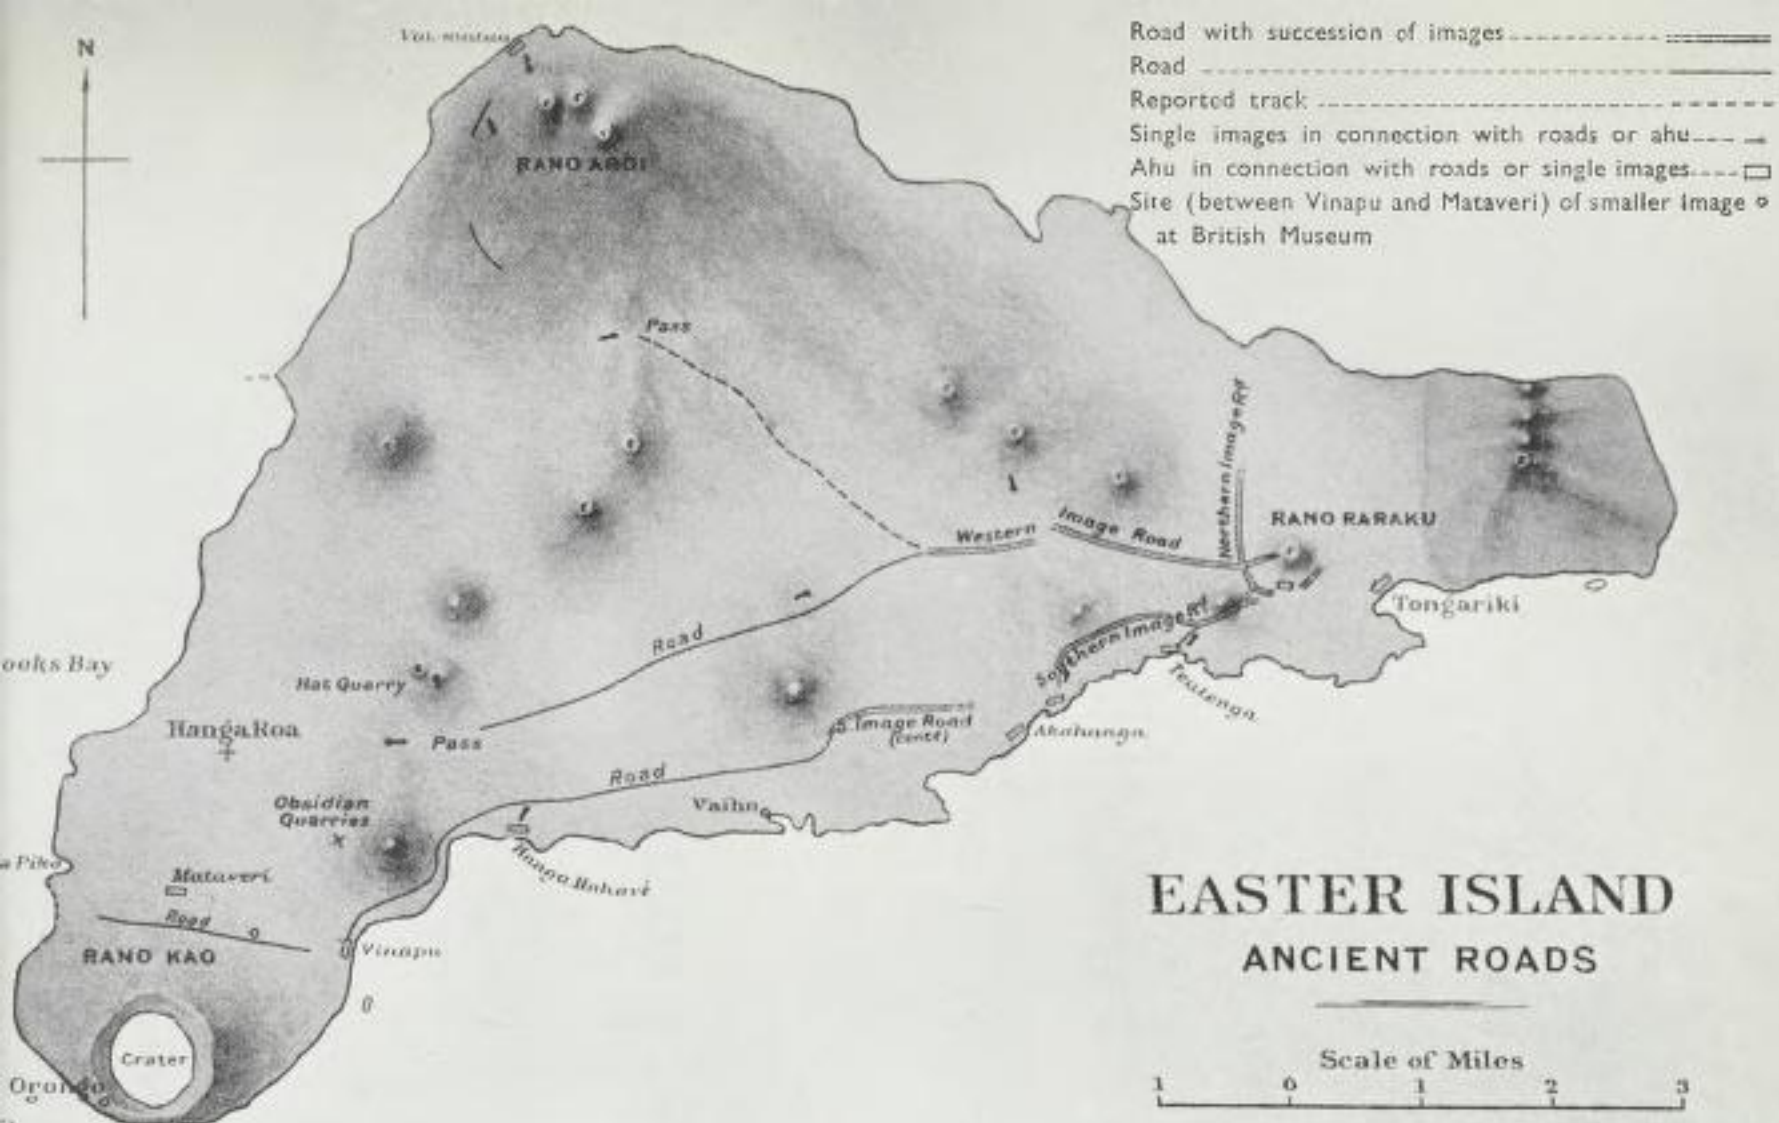 N
Road with succession of images
Road
Reported track
Single images in connection with roads or ahu
Ahu in connection with roads or single images
Site (between Vinapu and Mataveri) of smaller Image
at British Museum
RANO AROI
Pass
Northern Image Rd
RANO RARAKU
Western Image Road
Tongariki
Road
Southern Image Rd
ooks Bay
Hat Quarry
Teutenga
Hanga Roa
Pass
S. Image Road
(contd)
Akahanga
Road
Obsidian
Quarries
Vaihu
a Piko
Mataveri
Road
Vinapu
RANO KAO
Crater
Orongo
EASTER ISLAND
ANCIENT ROADS
Scale of Miles
1 0 1 2 3